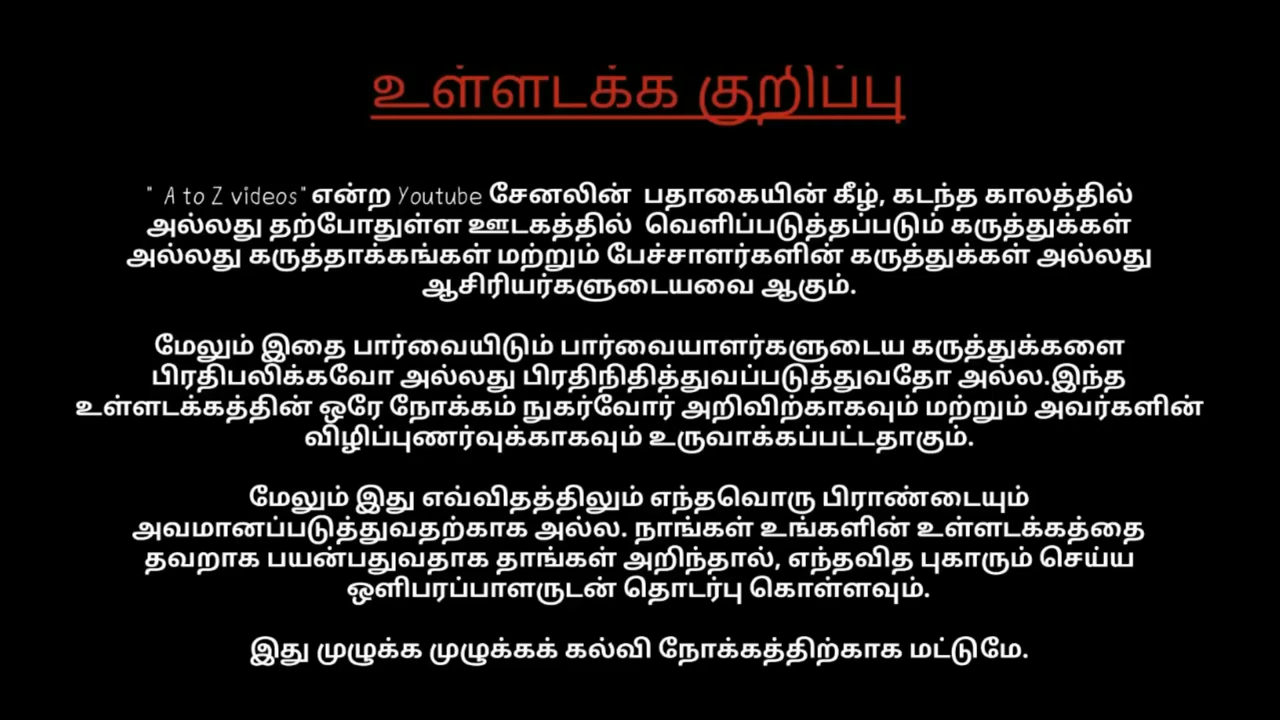 உள்ளடக்க குறிப்பு
" A to Z videos" என்ற Youtube சேனலின் பதாகையின் கீழ், கடந்த காலத்தில்
அல்லது தற்போதுள்ள ஊடகத்தில் வெளிப்படுத்தப்படும் கருத்துக்கள்
அல்லது கருத்தாக்கங்கள் மற்றும் பேச்சாளர்களின் கருத்துக்கள் அல்லது
ஆசிரியர்களுடையவை ஆகும்.
மேலும் இதை பார்வையிடும் பார்வையாளர்களுடைய கருத்துக்களை
பிரதிபலிக்கவோ அல்லது பிரதிநிதித்துவப்படுத்துவதோ அல்ல.இந்த
உள்ளடக்கத்தின் ஒரே நோக்கம் நுகர்வோர் அறிவிற்காகவும் மற்றும் அவர்களின்
விழிப்புணர்வுக்காகவும் உருவாக்கப்பட்டதாகும்.
மேலும் இது எவ்விதத்திலும் எந்தவொரு பிராண்டையும்
அவமானப்படுத்துவதற்காக அல்ல. நாங்கள் உங்களின் உள்ளடக்கத்தை
தவறாக பயன்பதுவதாக தாங்கள் அறிந்தால், எந்தவித புகாரும் செய்ய
ஒளிபரப்பாளருடன் தொடர்பு கொள்ளவும்.
இது முழுக்க முழுக்கக் கல்வி நோக்கத்திற்காக மட்டுமே.